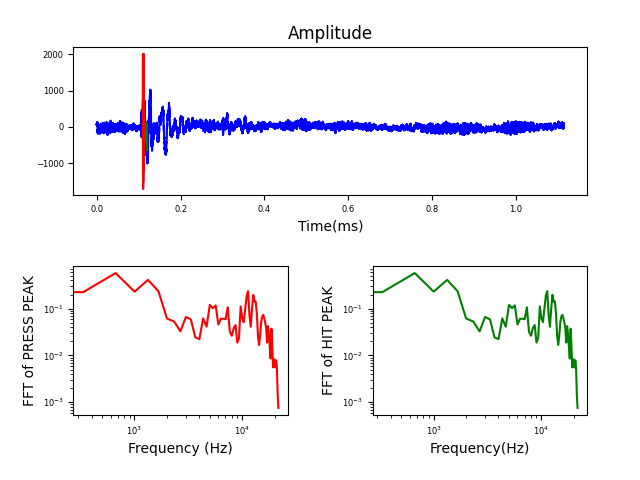 Amplitude
2000
1000
0
−1000
0.0 0.2 0.4 0.6 0.8 1.0
Time(ms)
FFT of PRESS PEAK
10⁻¹
10⁻²
10⁻³
10³ 10⁴
Frequency (Hz)
FFT of HIT PEAK
10⁻¹
10⁻²
10⁻³
10³ 10⁴
Frequency(Hz)